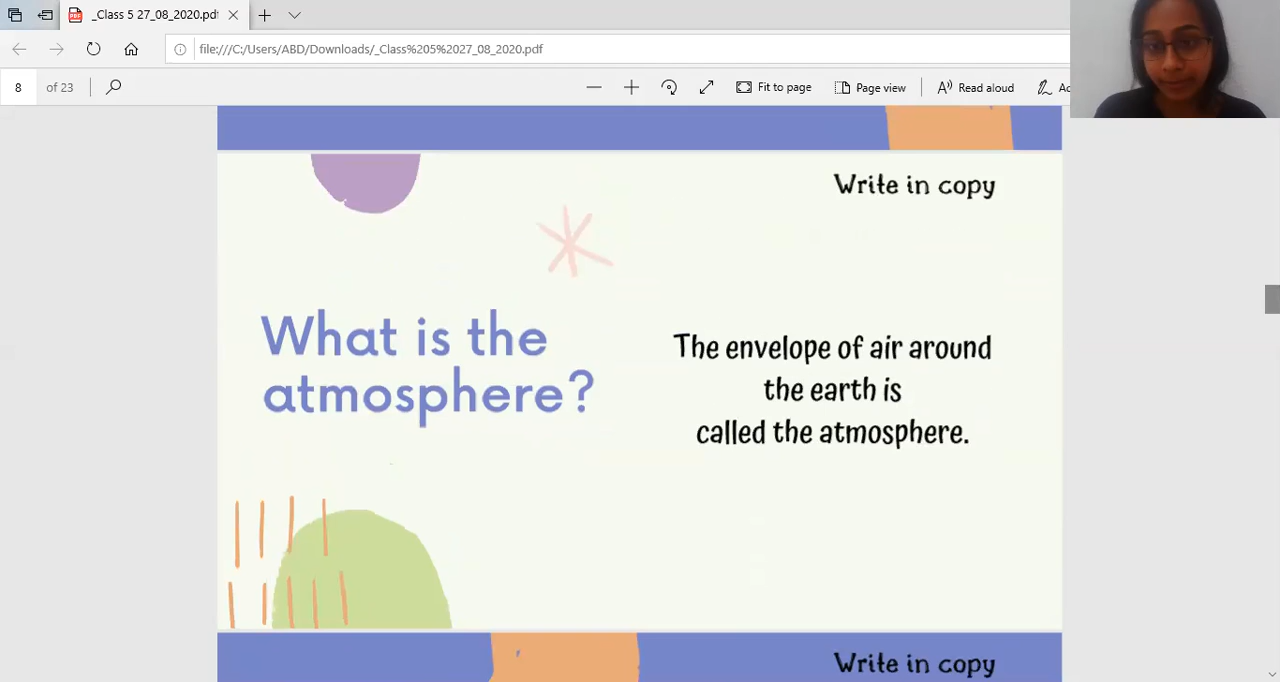 _Class 5 27_08_2020.pdf
file:///C:/Users/ABD/Downloads/_Class%205%2027_08_2020.pdf
8 of 23
Fit to page
Page view
Read aloud
Write in copy
What is the
atmosphere?
The envelope of air around
the earth is
called the atmosphere.
Write in copy